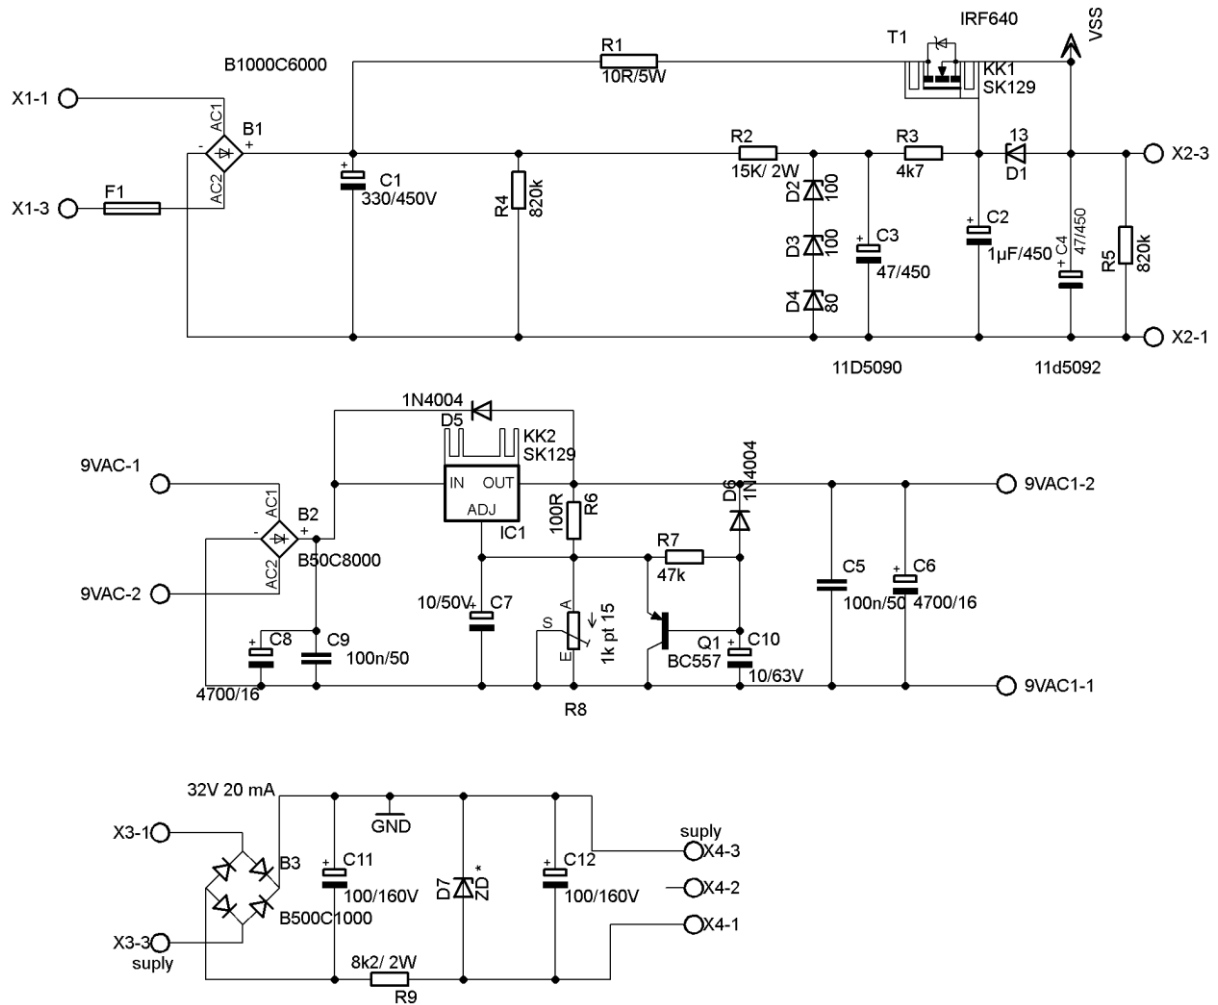 IRF640
T1
VSS
R1
10R/5W
B1000C6000
KK1
SK129
X1-1
AC1
B1
-
+
AC2
F1
X1-3
C1
+
330/450V
R4
820k
R2
15K/ 2W
R3
4k7
13
D1
X2-3
D2
100
D3
100
D4
80
+
C3
47/450
+
C2
1µF/450
+
C4
47/450
R5
820k
X2-1
11D5090
11d5092
1N4004
D5
KK2
SK129
9VAC-1
AC1
B2
-
+
AC2
B50C8000
9VAC-2
IN
OUT
ADJ
IC1
100R
R6
D6
1N4004
9VAC1-2
R7
47k
10/50V
+
C7
A
S
E
1k pt 15
R8
Q1
BC557
+
C10
10/63V
C5
100n/50
+
C6
4700/16
+
C8
4700/16
C9
100n/50
9VAC1-1
32V 20 mA
X3-1
B3
B500C1000
X3-3
suply
GND
+
C11
100/160V
D7
ZD *
+
C12
100/160V
suply
X4-3
X4-2
X4-1
8k2/ 2W
R9